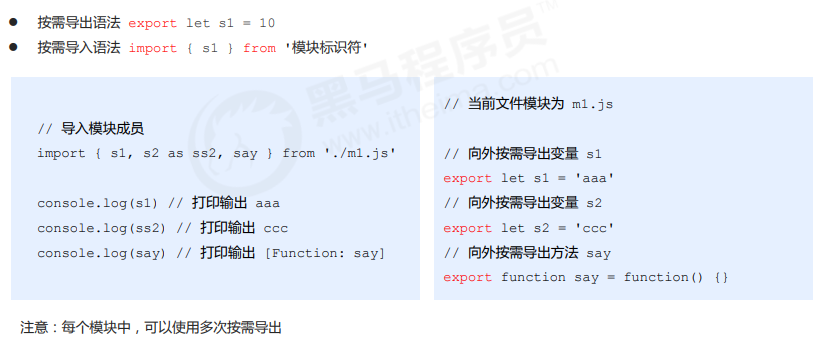 ● 按需导出语法 export let s1 = 10
● 按需导入语法 import { s1 } from '模块标识符'
// 导入模块成员
import { s1, s2 as ss2, say } from './m1.js'
console.log(s1) // 打印输出 aaa
console.log(ss2) // 打印输出 ccc
console.log(say) // 打印输出 [Function: say]
// 当前文件模块为 m1.js
// 向外按需导出变量 s1
export let s1 = 'aaa'
// 向外按需导出变量 s2
export let s2 = 'ccc'
// 向外按需导出方法 say
export function say = function() {}
注意：每个模块中，可以使用多次按需导出
黑马程序员™
www.itheima.com